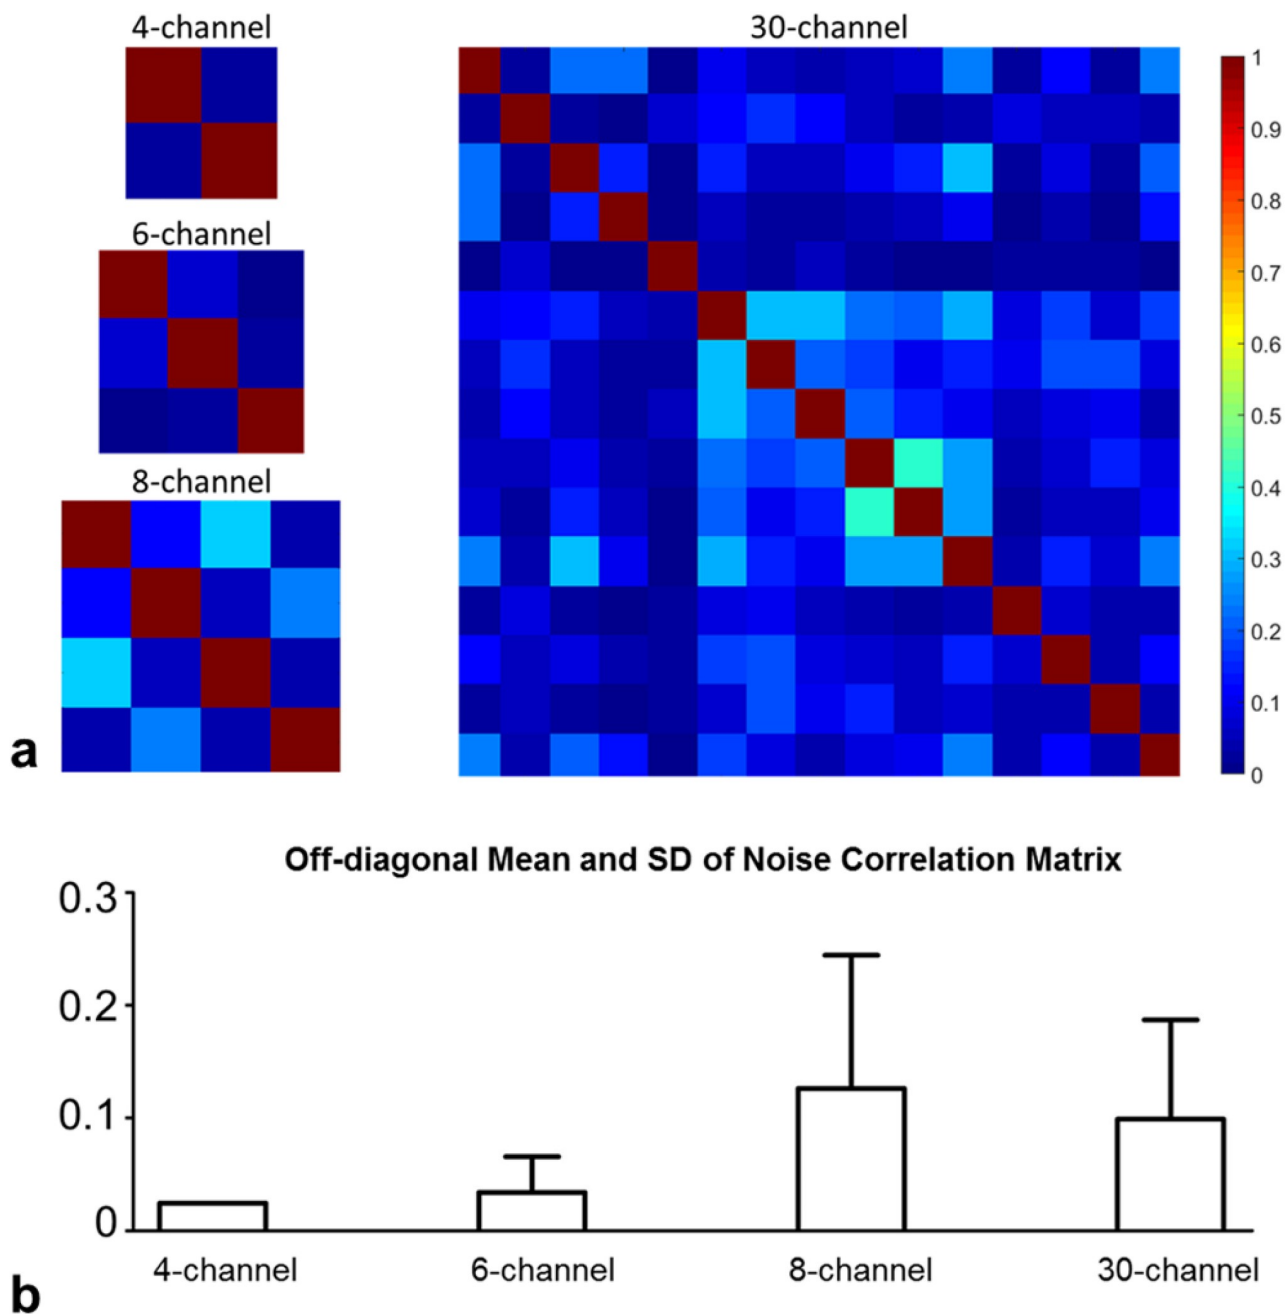 4-channel
30-channel
6-channel
8-channel
1
0.9
0.8
0.7
0.6
0.5
0.4
0.3
0.2
0.1
0
a
Off-diagonal Mean and SD of Noise Correlation Matrix
0.3
0.2
0.1
0
4-channel 6-channel 8-channel 30-channel
b